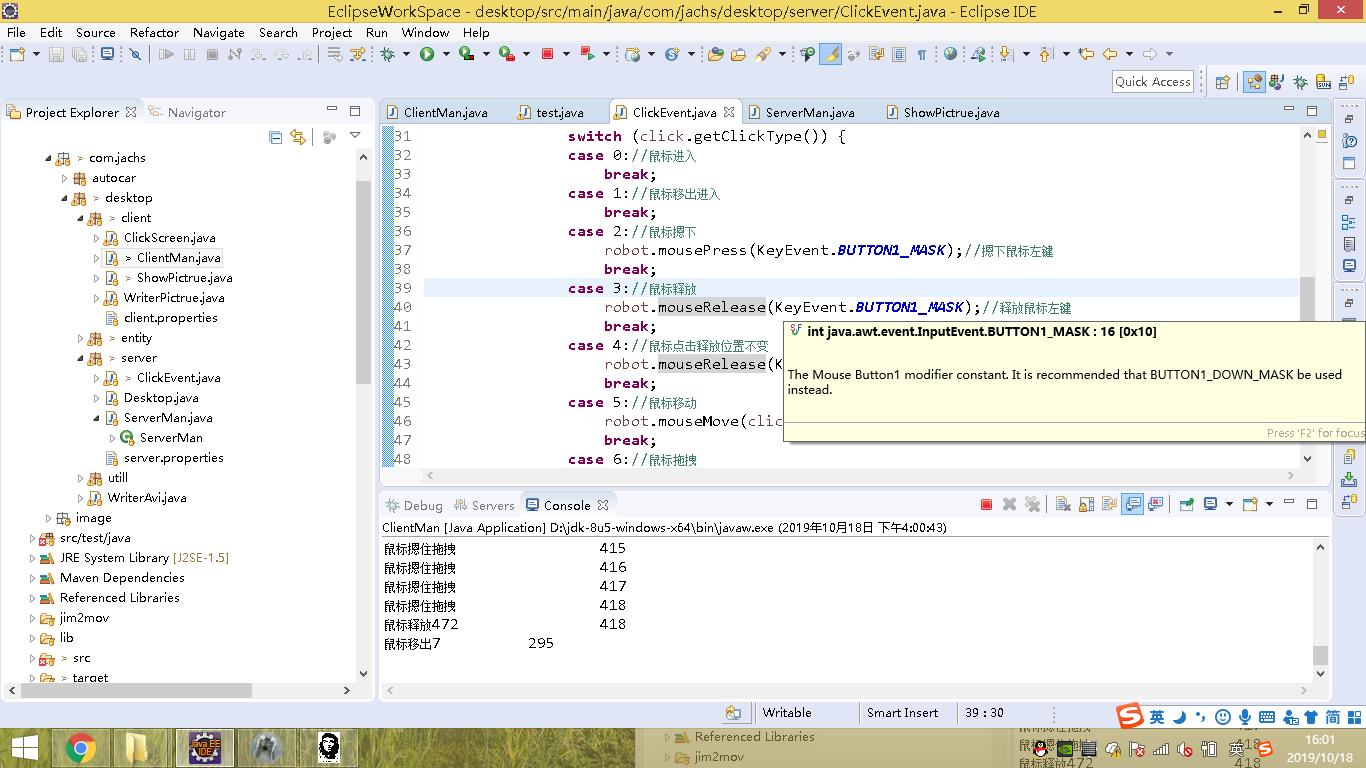 EclipseWorkSpace - desktop/src/main/java/com/jachs/desktop/server/ClickEvent.java - Eclipse IDE
File Edit Source Refactor Navigate Search Project Run Window Help
Quick Access
Project Explorer Navigator
com.jachs
autocar
desktop
client
ClickScreen.java
ClientMan.java
ShowPictrue.java
WriterPictrue.java
client.properties
entity
server
ClickEvent.java
Desktop.java
ServerMan.java
ServerMan
server.properties
utill
WriterAvi.java
image
src/test/java
JRE System Library [J2SE-1.5]
Maven Dependencies
Referenced Libraries
jim2mov
lib
src
target
ClientMan.java test.java ClickEvent.java ServerMan.java ShowPictrue.java
31 switch (click.getClickType()) {
32 case 0://鼠标进入
33 break;
34 case 1://鼠标移出进入
35 break;
36 case 2://鼠标摁下
37 robot.mousePress(KeyEvent.BUTTON1_MASK);//摁下鼠标左键
38 break;
39 case 3://鼠标释放
40 robot.mouseRelease(KeyEvent.BUTTON1_MASK);//释放鼠标左键
41 break;
42 case 4://鼠标点击释放位置不变
43 robot.mouseRelease(K
44 break;
45 case 5://鼠标移动
46 robot.mouseMove(clic
47 break;
48 case 6://鼠标拖拽
int java.awt.event.InputEvent.BUTTON1_MASK : 16 [0x10]
The Mouse Button1 modifier constant. It is recommended that BUTTON1_DOWN_MASK be used
instead.
Press 'F2' for focus
Debug Servers Console
ClientMan [Java Application] D:\jdk-8u5-windows-x64\bin\javaw.exe (2019年10月18日 下午4:00:43)
鼠标摁住拖拽 415
鼠标摁住拖拽 416
鼠标摁住拖拽 417
鼠标摁住拖拽 418
鼠标释放472 418
鼠标移出7 295
Writable Smart Insert 39 : 30
英 简
Java EE
IDE
Referenced Libraries
jim2mov
鼠标释放472 418
英
16:01
2019/10/18